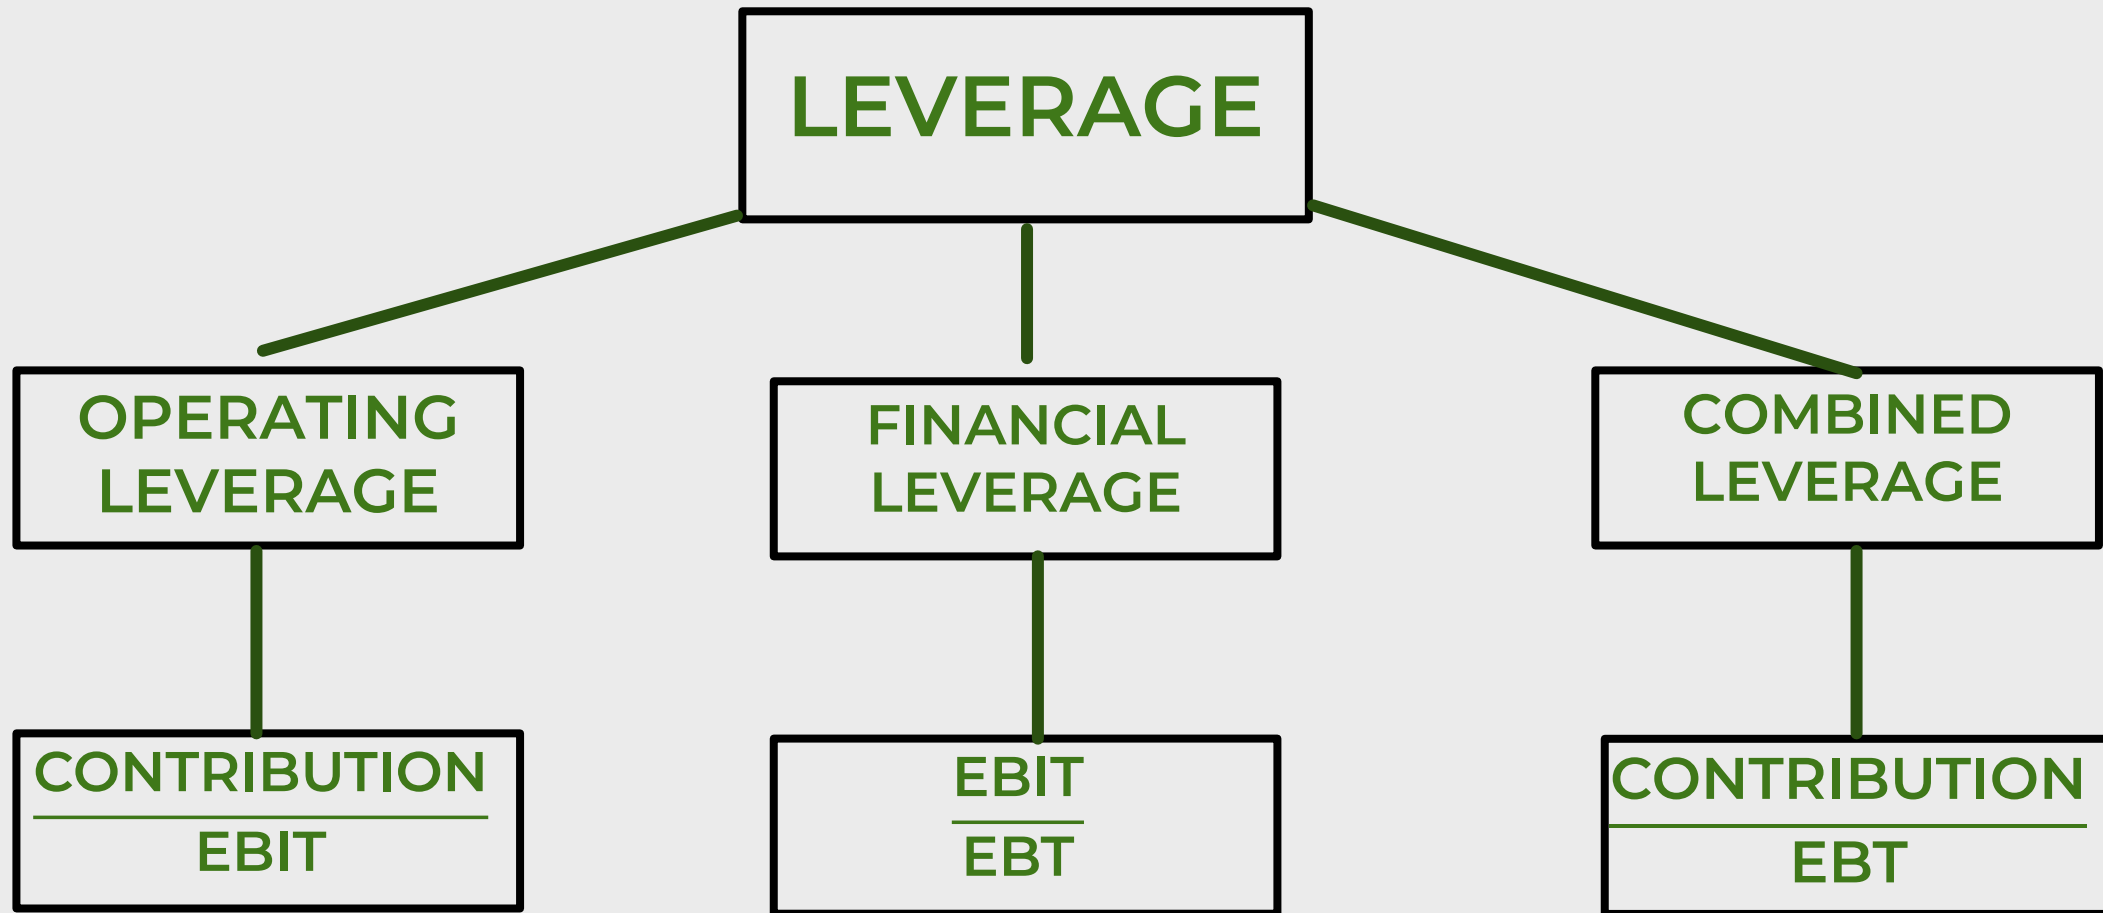 LEVERAGE
OPERATING
LEVERAGE
FINANCIAL
LEVERAGE
COMBINED
LEVERAGE
CONTRIBUTION
EBIT
EBIT
EBT
CONTRIBUTION
EBT